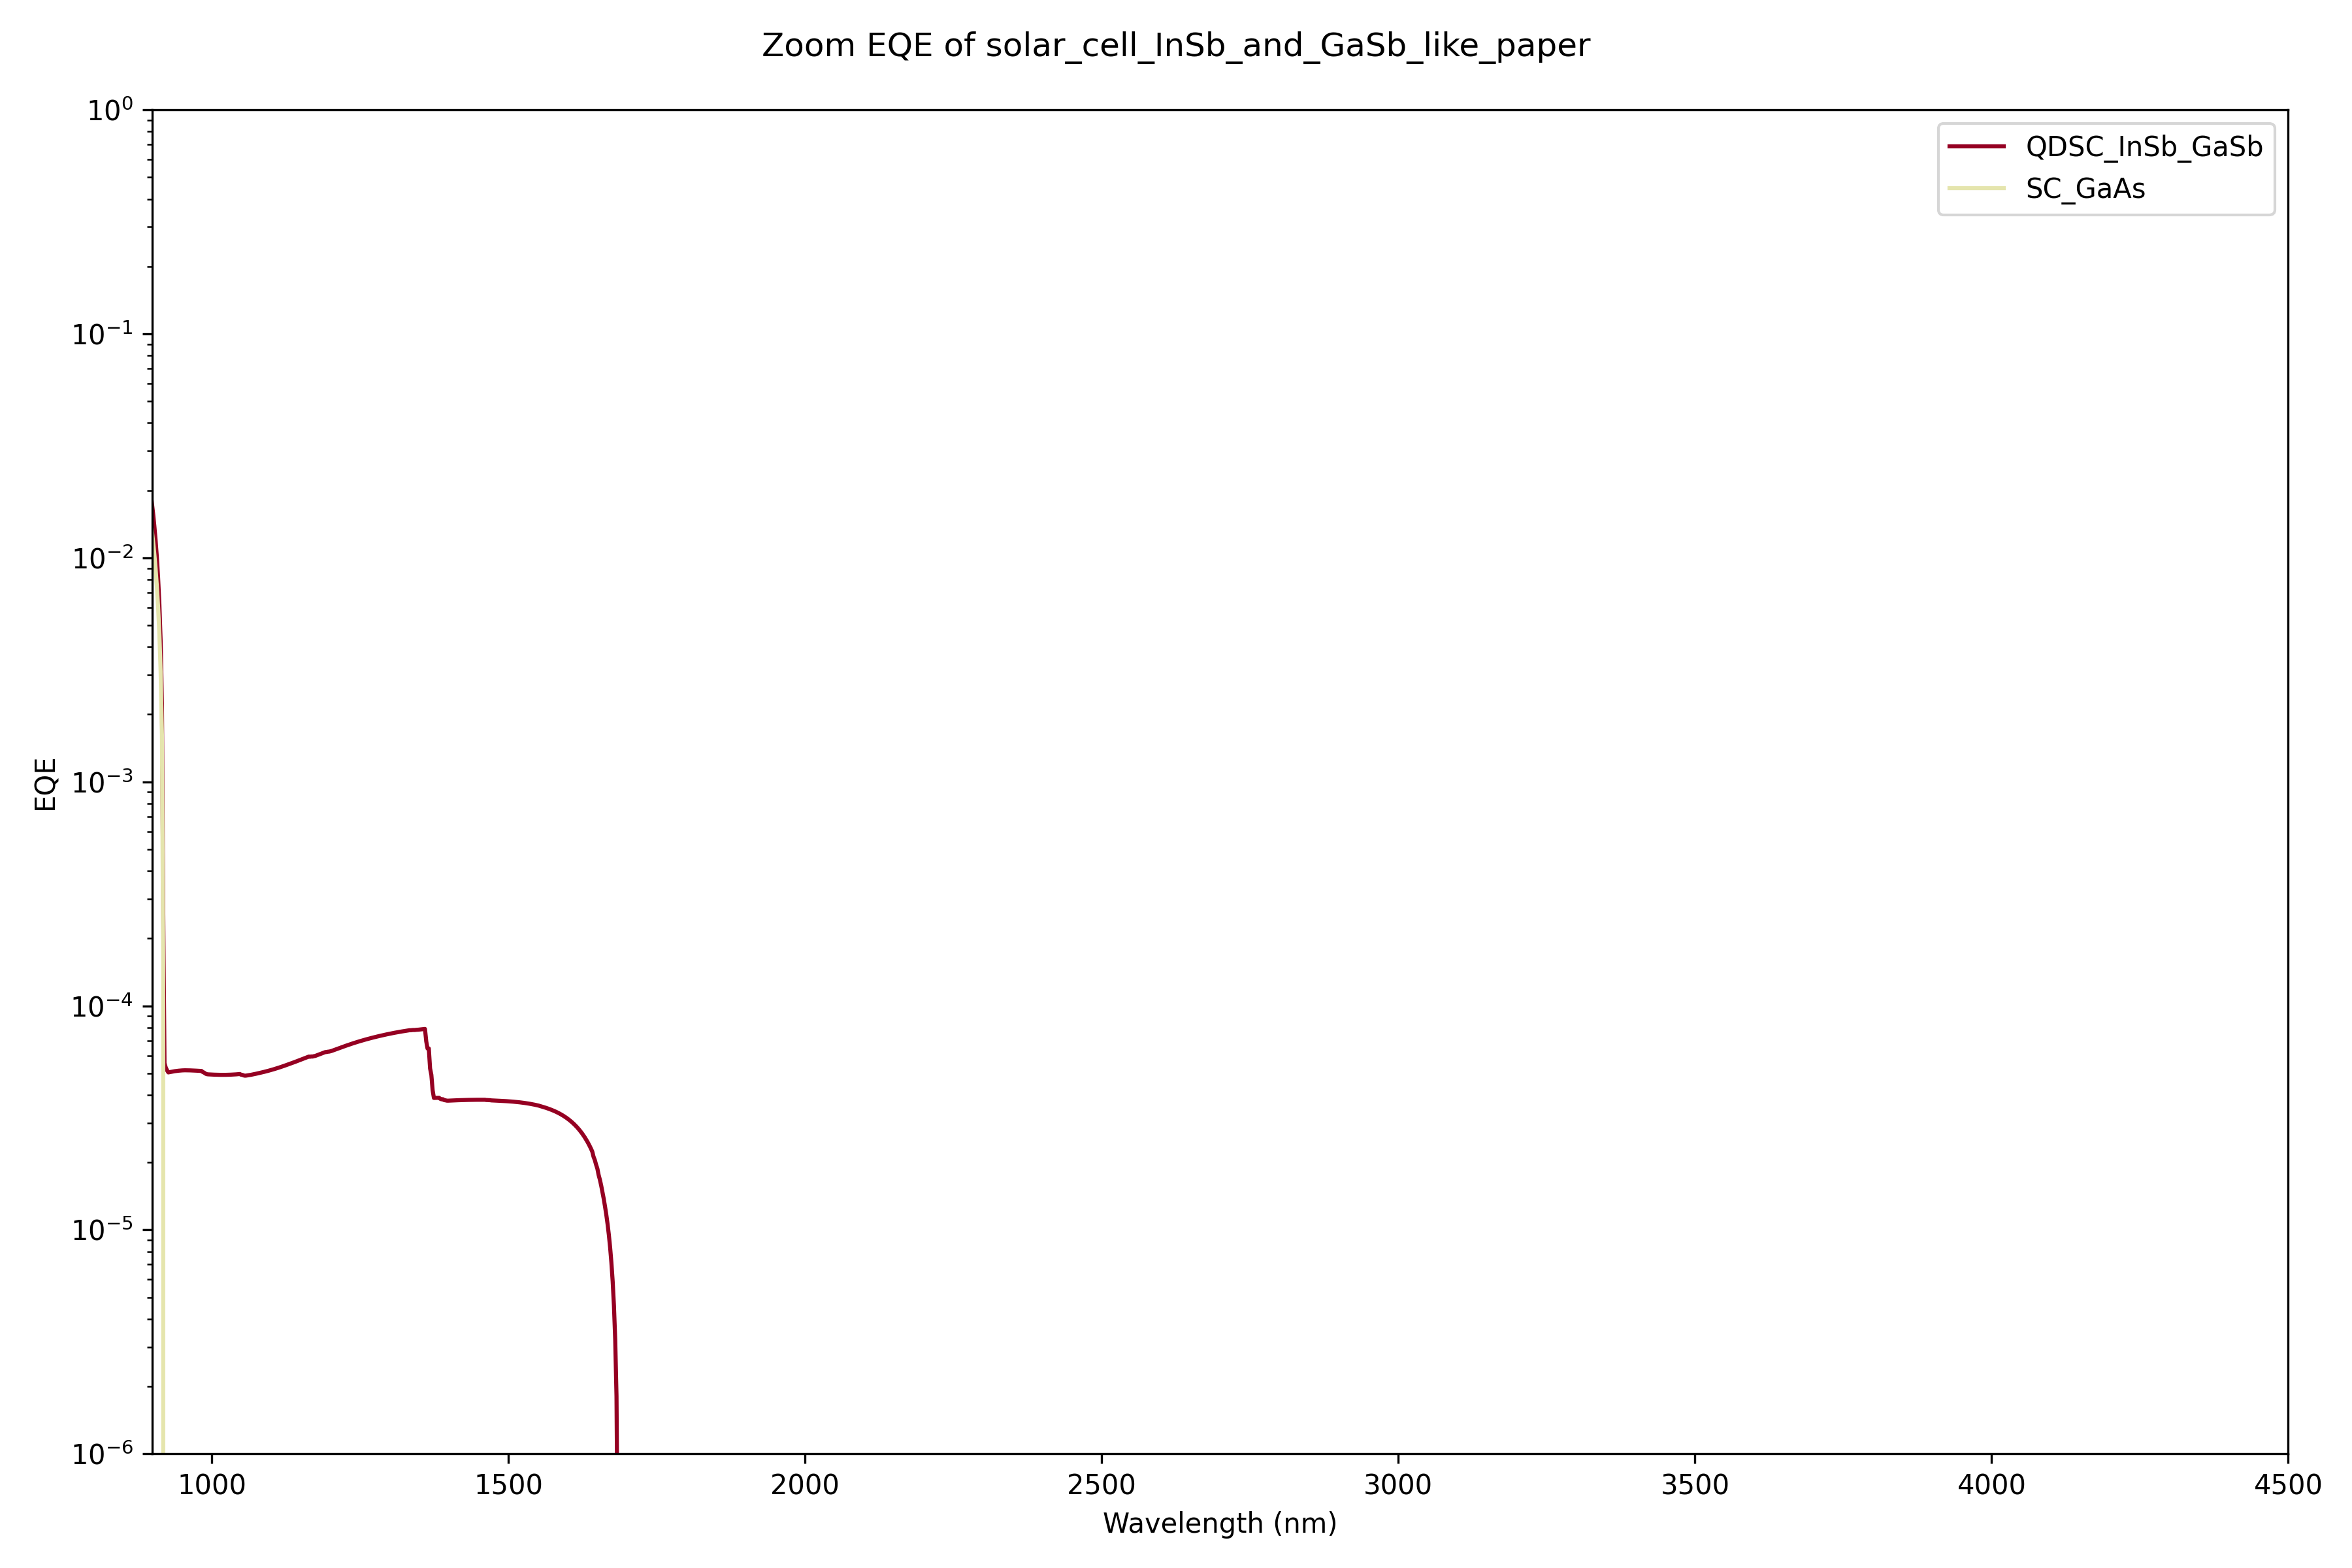 Zoom EQE of solar_cell_InSb_and_GaSb_like_paper
QDSC_InSb_GaSb
SC_GaAs
EQE
10⁰
10⁻¹
10⁻²
10⁻³
10⁻⁴
10⁻⁵
10⁻⁶
1000 1500 2000 2500 3000 3500 4000 4500
Wavelength (nm)